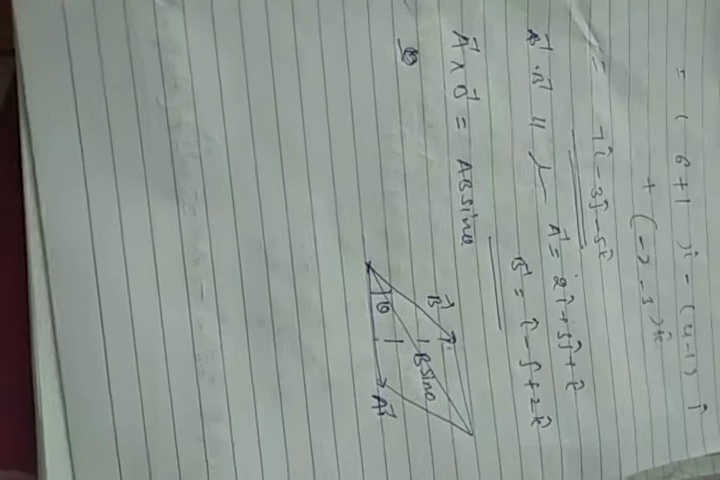 = ( 6+1 ) î - (4-1) ĵ
+ (-2-3) k̂
= 7î - 3ĵ - 5k̂
A⃗ = 2î+3ĵ+k̂
B⃗ = î-ĵ+2k̂
A⃗ × B⃗ = AB sinθ
B⃗
B sinθ
θ
A⃗